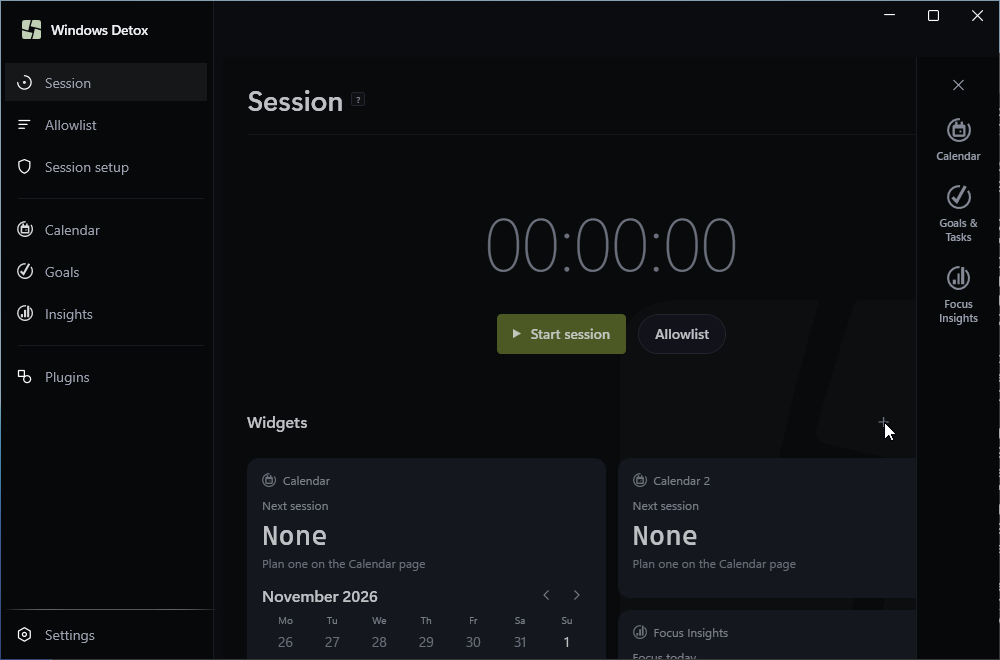 Windows Detox
Session
Allowlist
Session setup
Calendar
Goals
Insights
Plugins
Settings
Session ?
00:00:00
Start session
Allowlist
Widgets
Calendar
Next session
None
Plan one on the Calendar page
November 2026
Mo Tu We Th Fr Sa Su
26 27 28 29 30 31 1
Calendar 2
Next session
None
Plan one on the Calendar page
Focus Insights
Focus today
Calendar
Goals &
Tasks
Focus
Insights